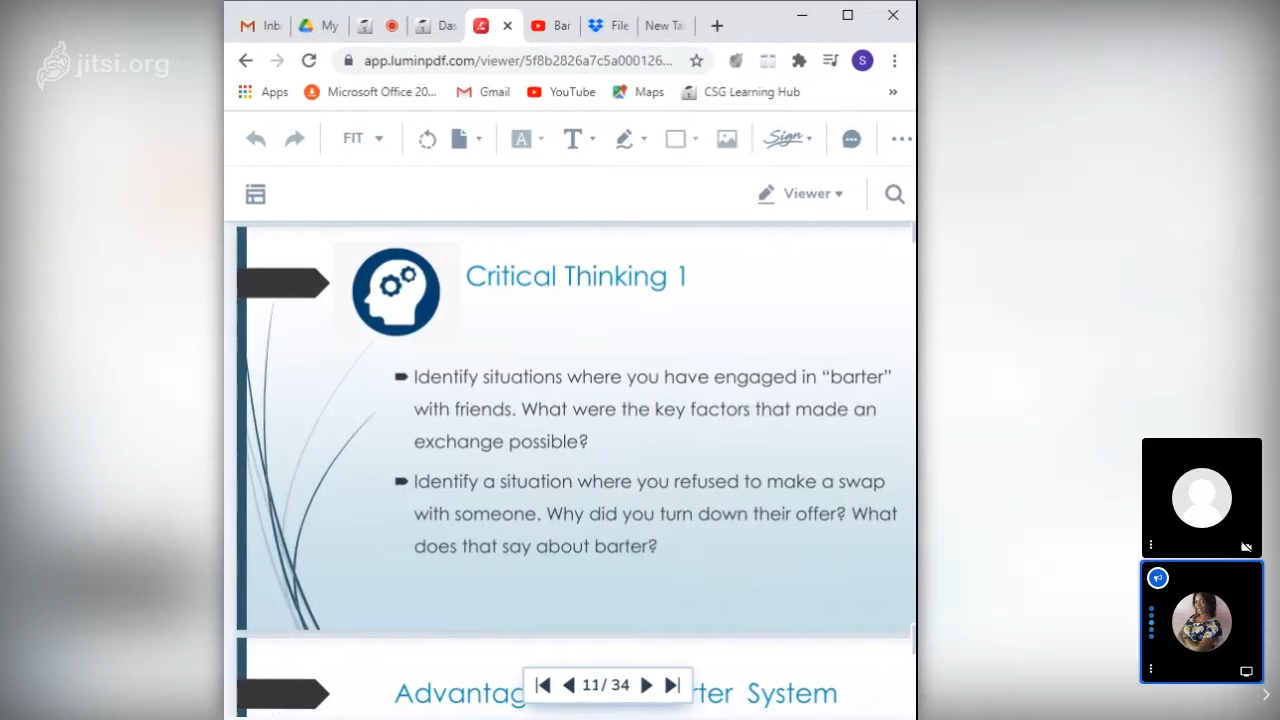 jitsi.org
Inb
My
Das
Bar
File
New Ta
app.luminpdf.com/viewer/5f8b2826a7c5a000126...
S
Apps
Microsoft Office 20...
Gmail
YouTube
Maps
CSG Learning Hub
»
FIT
A
T
Sign
Viewer
Critical Thinking 1
Identify situations where you have engaged in “barter”
with friends. What were the key factors that made an
exchange possible?
Identify a situation where you refused to make a swap
with someone. Why did you turn down their offer? What
does that say about barter?
11 / 34
Advantag rter System